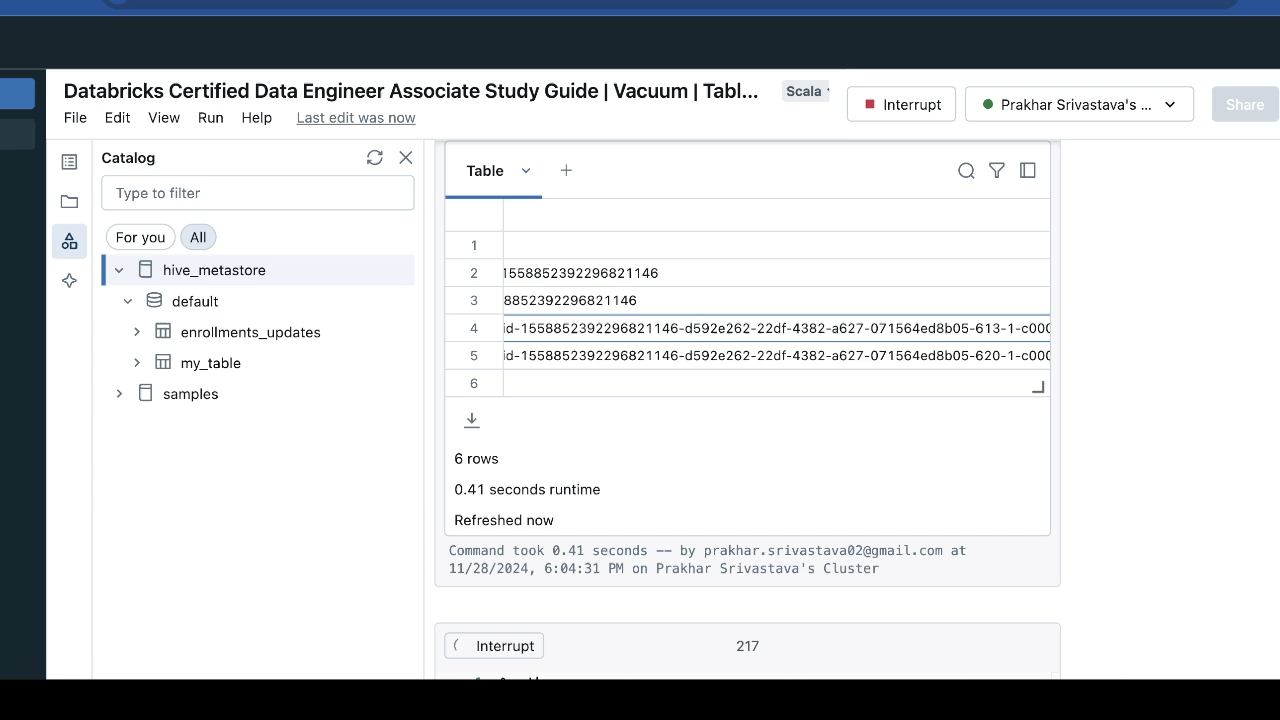 Databricks Certified Data Engineer Associate Study Guide | Vacuum | Tabl...
Scala
Interrupt
Prakhar Srivastava's ...
Share
File Edit View Run Help Last edit was now
Catalog
Type to filter
For you All
hive_metastore
default
enrollments_updates
my_table
samples
Table
1
2 1558852392296821146
3 8852392296821146
4 id-1558852392296821146-d592e262-22df-4382-a627-071564ed8b05-613-1-c000
5 id-1558852392296821146-d592e262-22df-4382-a627-071564ed8b05-620-1-c000
6
6 rows
0.41 seconds runtime
Refreshed now
Command took 0.41 seconds -- by prakhar.srivastava02@gmail.com at
11/28/2024, 6:04:31 PM on Prakhar Srivastava's Cluster
Interrupt 217